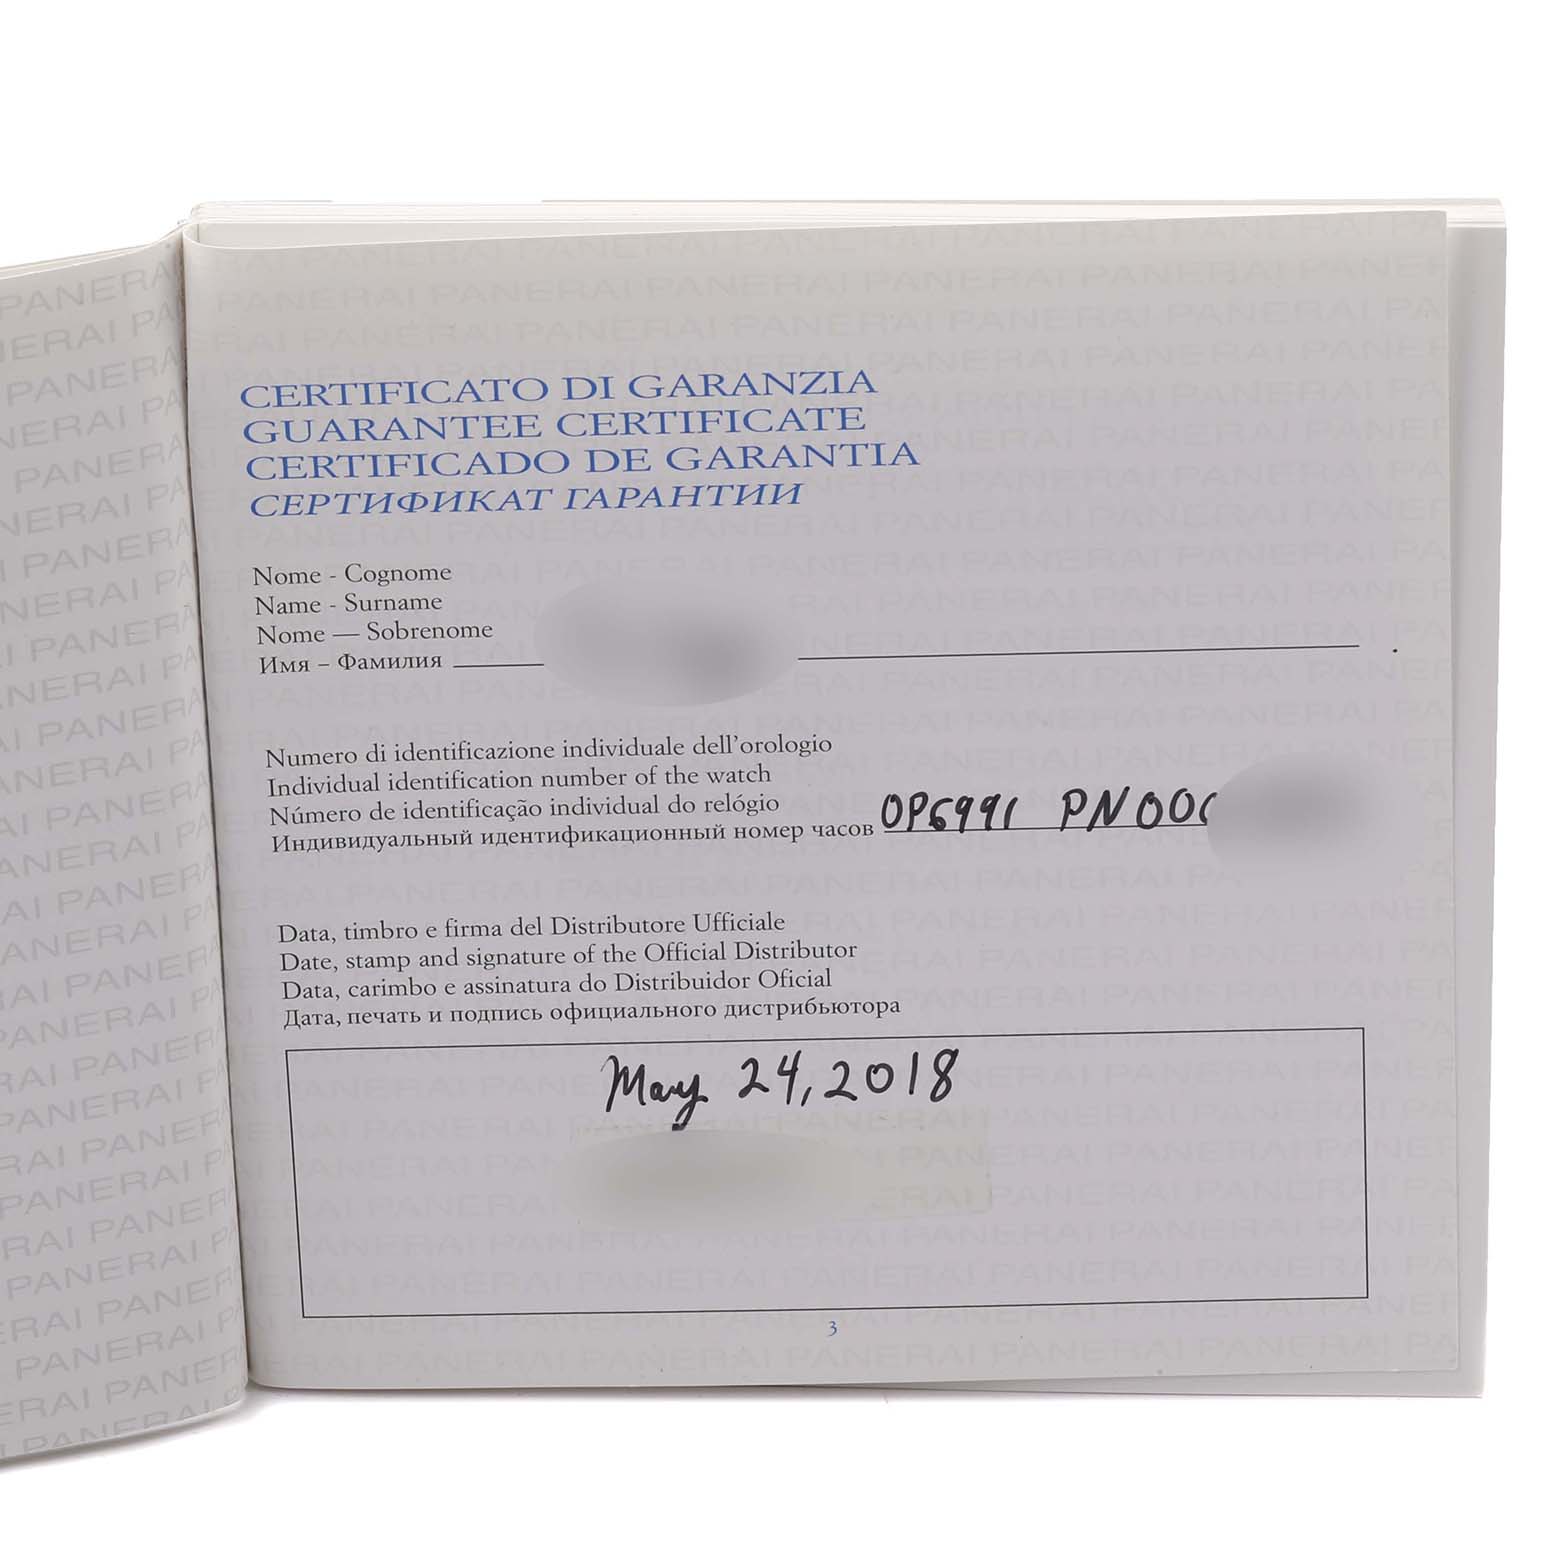 CERTIFICATO DI GARANZIA
GUARANTEE CERTIFICATE
CERTIFICADO DE GARANTIA
СЕРТИФИКАТ ГАРАНТИИ
Nome - Cognome
Name - Surname
Nome — Sobrenome
Имя – Фамилия
Numero di identificazione individuale dell'orologio
Individual identification number of the watch
Número de identificação individual do relógio
Индивидуальный идентификационный номер часов OP6991 PN00
Data, timbro e firma del Distributore Ufficiale
Date, stamp and signature of the Official Distributor
Data, carimbo e assinatura do Distribuidor Oficial
Дата, печать и подпись официального дистрибьютора
May 24, 2018
3